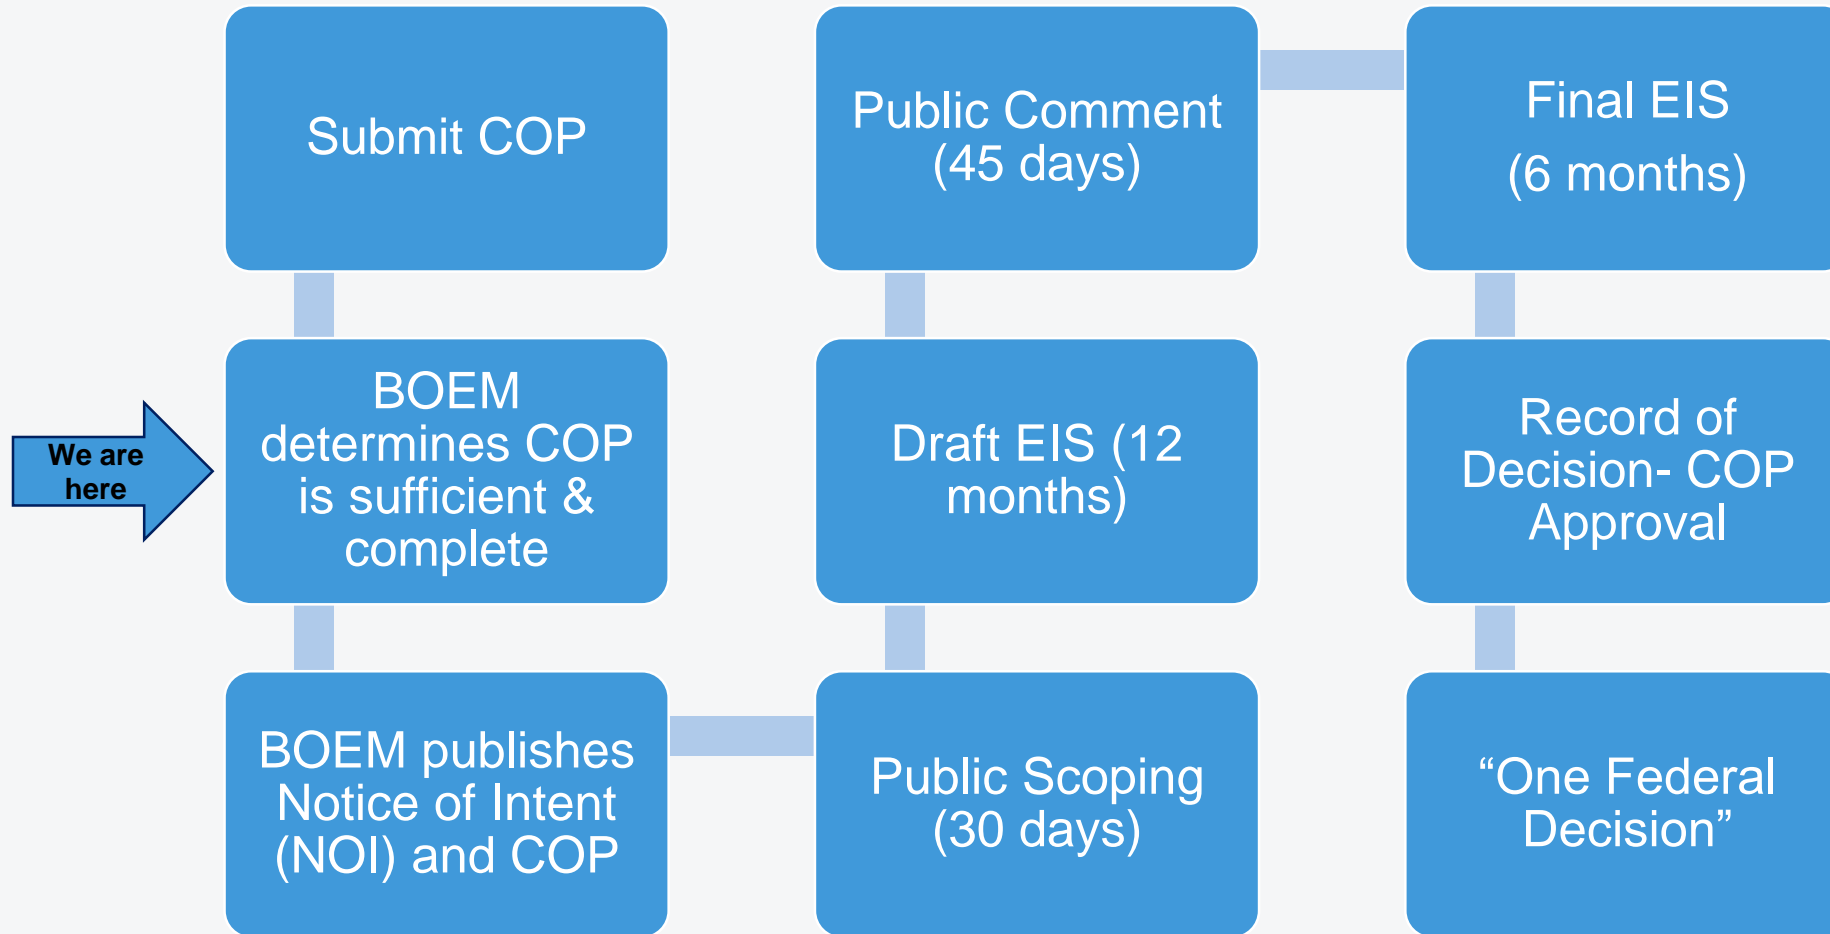 Submit COP
We are
here
BOEM
determines COP
is sufficient &
complete
BOEM publishes
Notice of Intent
(NOI) and COP
Public Scoping
(30 days)
Draft EIS (12
months)
Public Comment
(45 days)
Final EIS
(6 months)
Record of
Decision- COP
Approval
“One Federal
Decision”